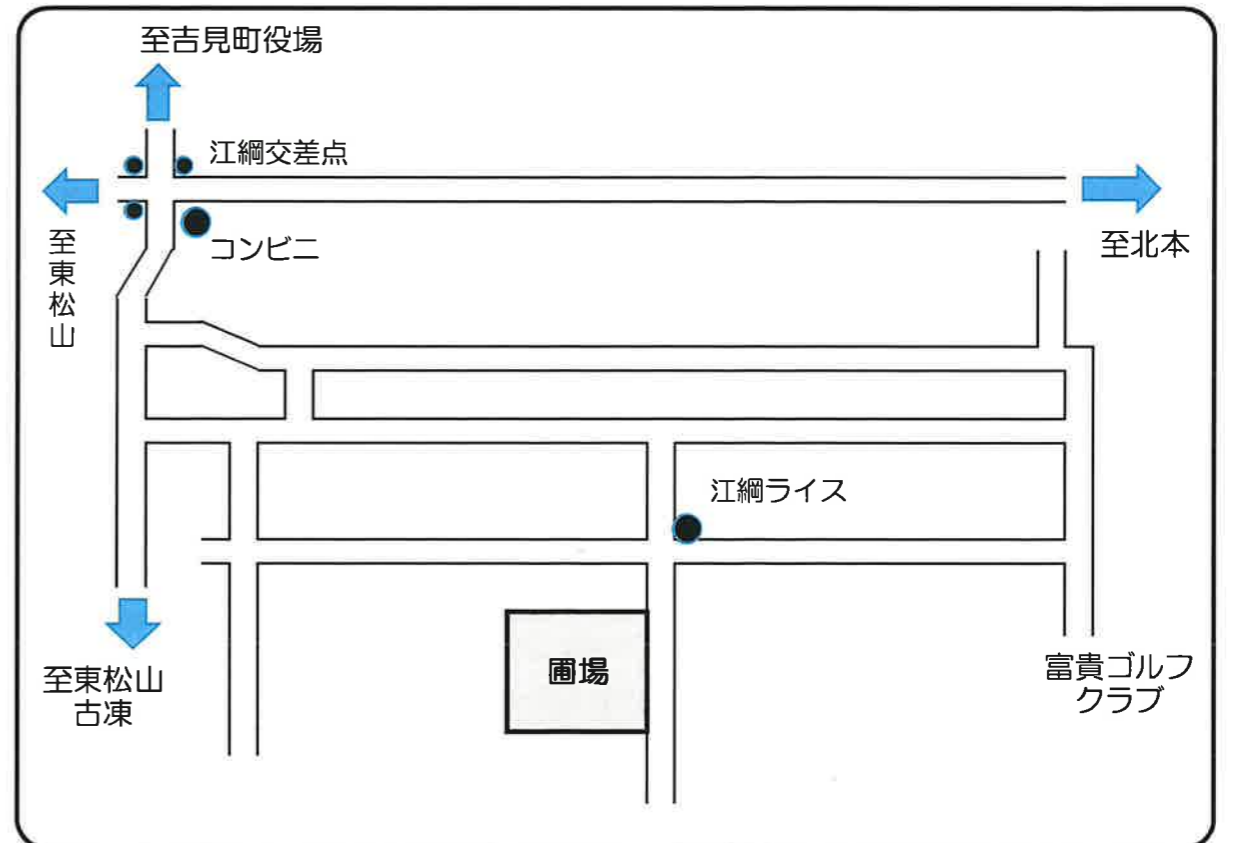 至吉見町役場
江綱交差点
コンビニ
至東松山
至北本
江綱ライス
圃場
至東松山
古凍
富貴ゴルフ
クラブ